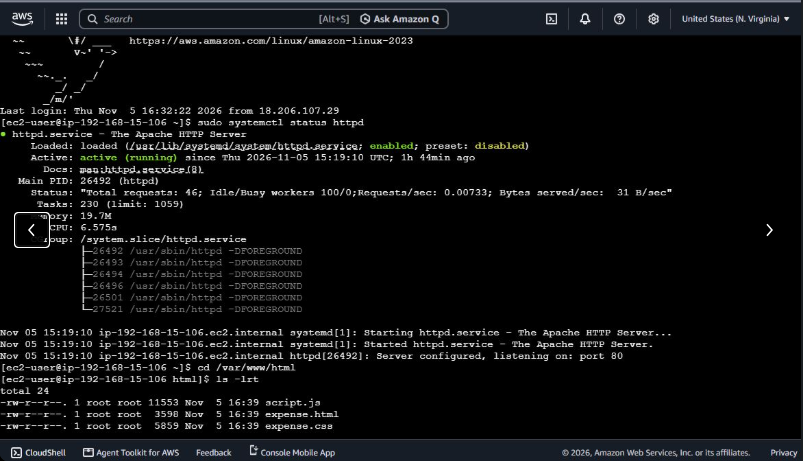 aws
Search [Alt+S] Ask Amazon Q United States (N. Virginia)
~~ \#/ ___ https://aws.amazon.com/linux/amazon-linux-2023
~~ V~' '->
~~~ /
~~._. _/
_/ _/
_/m/'
Last login: Thu Nov 5 16:32:22 2026 from 18.206.107.29
[ec2-user@ip-192-168-15-106 ~]$ sudo systemctl status httpd
● httpd.service - The Apache HTTP Server
Loaded: loaded (/usr/lib/systemd/system/httpd.service; enabled; preset: disabled)
Active: active (running) since Thu 2026-11-05 15:19:10 UTC; 1h 44min ago
Docs: man:httpd.service(8)
Main PID: 26492 (httpd)
Status: "Total requests: 46; Idle/Busy workers 100/0;Requests/sec: 0.00733; Bytes served/sec: 31 B/sec"
Tasks: 230 (limit: 1059)
mory: 19.7M
CPU: 6.575s
roup: /system.slice/httpd.service
├─26492 /usr/sbin/httpd -DFOREGROUND
├─26493 /usr/sbin/httpd -DFOREGROUND
├─26494 /usr/sbin/httpd -DFOREGROUND
├─26496 /usr/sbin/httpd -DFOREGROUND
├─26501 /usr/sbin/httpd -DFOREGROUND
└─27521 /usr/sbin/httpd -DFOREGROUND
Nov 05 15:19:10 ip-192-168-15-106.ec2.internal systemd[1]: Starting httpd.service - The Apache HTTP Server...
Nov 05 15:19:10 ip-192-168-15-106.ec2.internal systemd[1]: Started httpd.service - The Apache HTTP Server.
Nov 05 15:19:10 ip-192-168-15-106.ec2.internal httpd[26492]: Server configured, listening on: port 80
[ec2-user@ip-192-168-15-106 ~]$ cd /var/www/html
[ec2-user@ip-192-168-15-106 html]$ ls -lrt
total 24
-rw-r--r--. 1 root root 11553 Nov 5 16:39 script.js
-rw-r--r--. 1 root root 3598 Nov 5 16:39 expense.html
-rw-r--r--. 1 root root 5859 Nov 5 16:39 expense.css
CloudShell Agent Toolkit for AWS Feedback Console Mobile App © 2026, Amazon Web Services, Inc. or its affiliates. Privacy